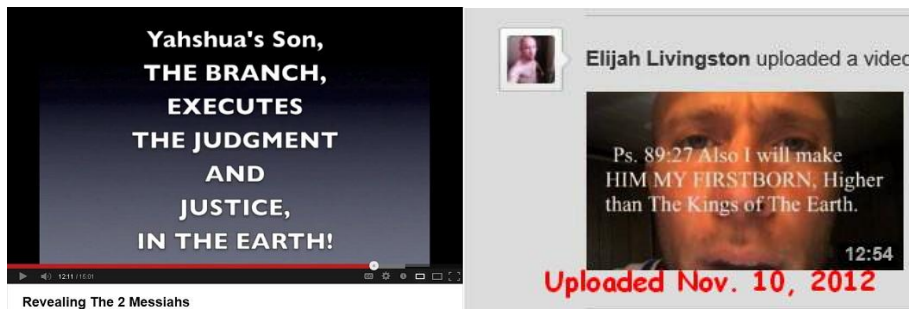 Yahshua's Son,
THE BRANCH,
EXECUTES
THE JUDGMENT
AND
JUSTICE,
IN THE EARTH!
12:11 / 15:01
Revealing The 2 Messiahs
Elijah Livingston uploaded a video
Ps. 89:27 Also I will make
HIM MY FIRSTBORN, Higher
than The Kings of The Earth.
12:54
Uploaded Nov. 10, 2012